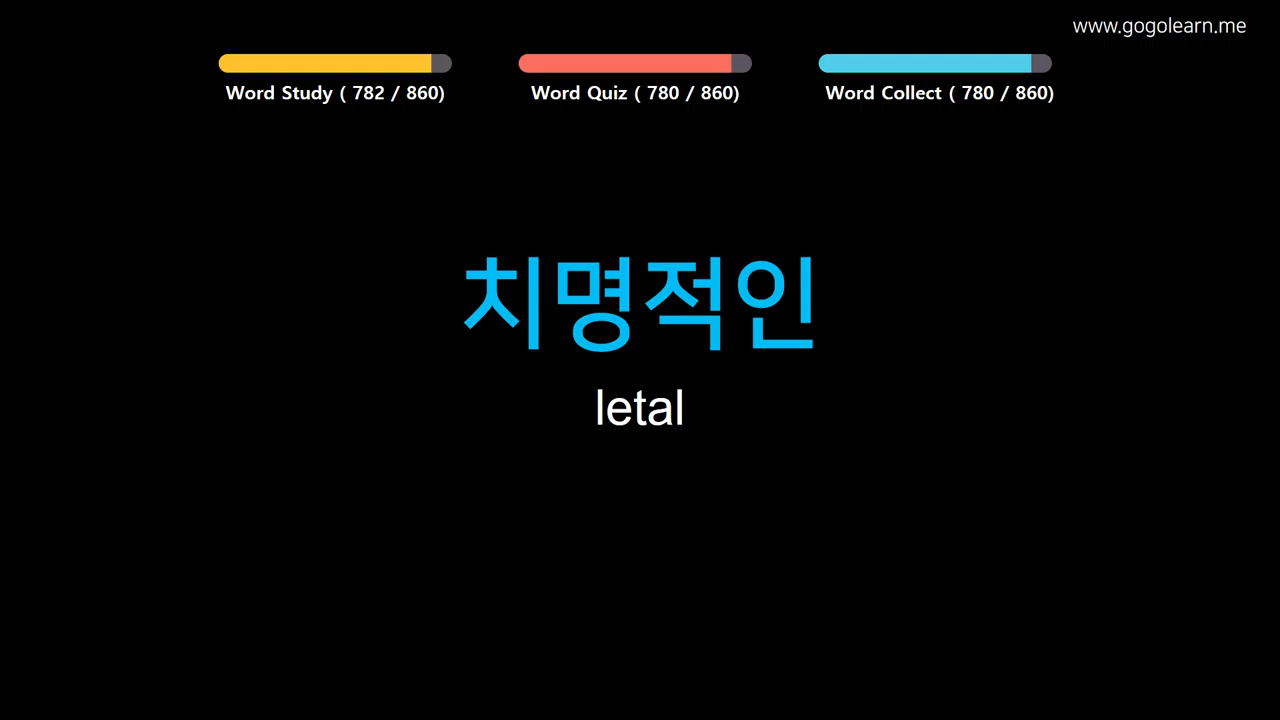 www.gogolearn.me
Word Study ( 782 / 860)
Word Quiz ( 780 / 860)
Word Collect ( 780 / 860)
치명적인
letal